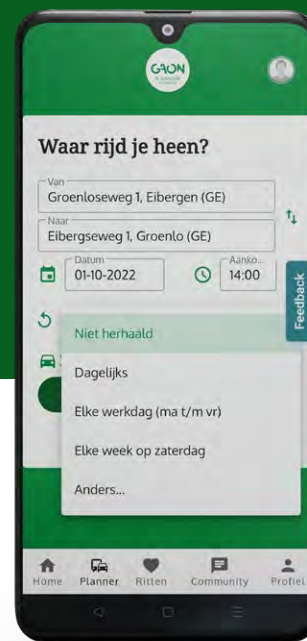 GAON
Waar rijd je heen?
Van
Groenloseweg 1, Eibergen (GE)
Naar
Eibergseweg 1, Groenlo (GE)
Datum
01-10-2022
Aanko...
14:00
Feedback
Niet herhaald
Dagelijks
Elke werkdag (ma t/m vr)
Elke week op zaterdag
Anders...
Home Planner Ritten Community Profiel